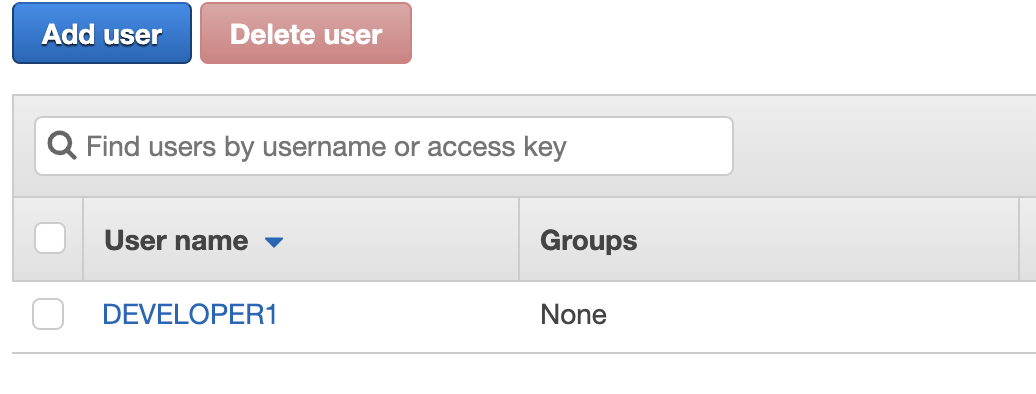 Add user Delete user
Find users by username or access key
User name Groups
DEVELOPER1 None